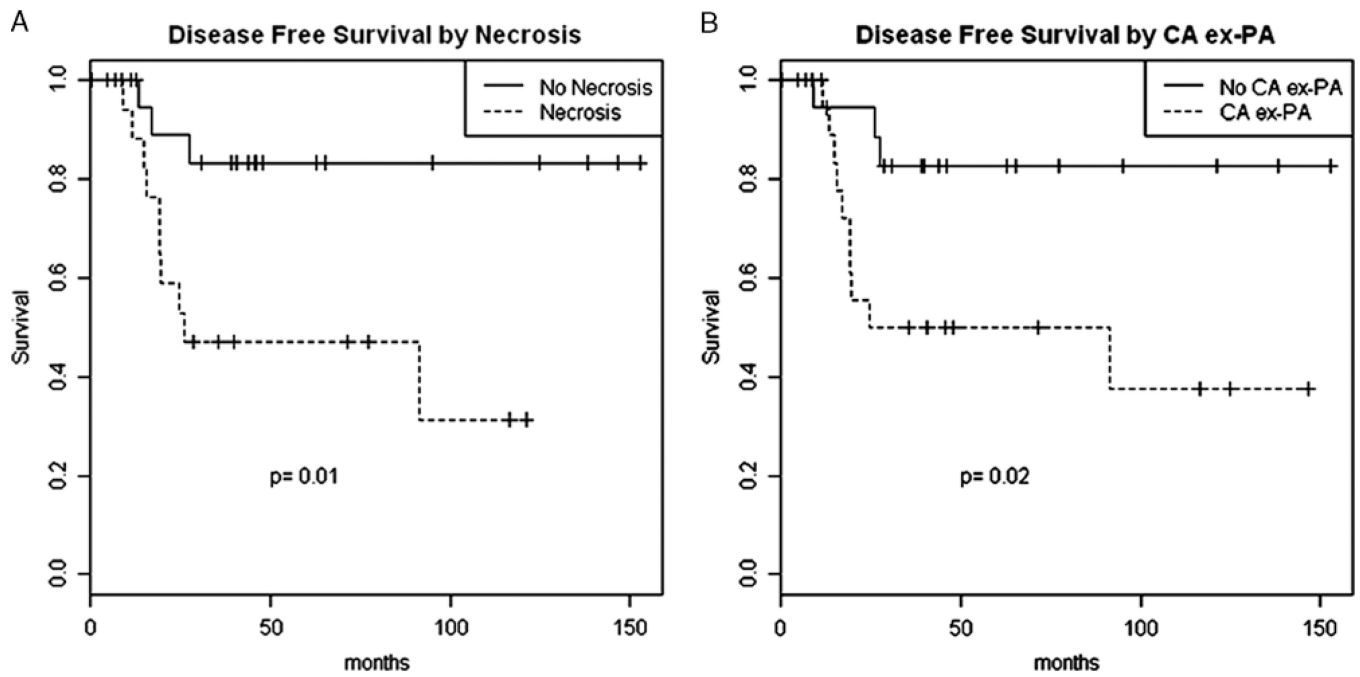 A
Disease Free Survival by Necrosis
No Necrosis
Necrosis
Survival
1.0
0.8
0.6
0.4
0.2
0.0
p= 0.01
0 50 100 150
months
B
Disease Free Survival by CA ex-PA
No CA ex-PA
CA ex-PA
Survival
1.0
0.8
0.6
0.4
0.2
0.0
p= 0.02
0 50 100 150
months